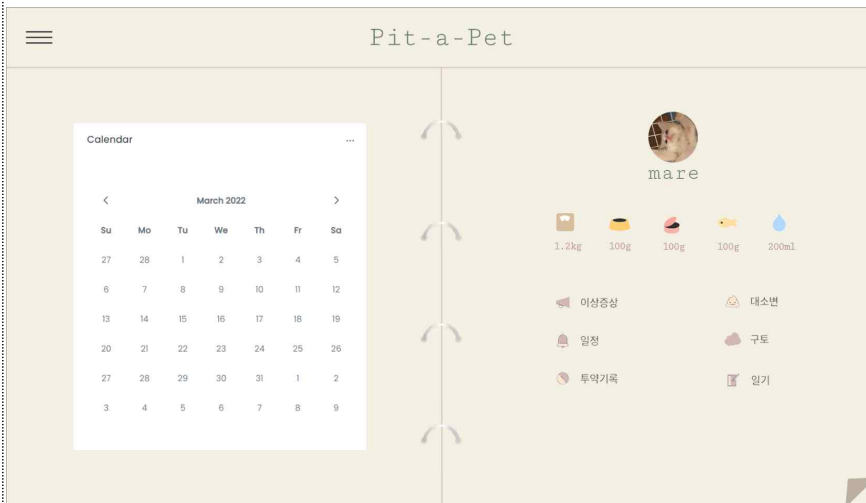 Pit-a-Pet
Calendar
March 2022
Su Mo Tu We Th Fr Sa
27 28 1 2 3 4 5
6 7 8 9 10 11 12
13 14 15 16 17 18 19
20 21 22 23 24 25 26
27 28 29 30 31 1 2
3 4 5 6 7 8 9
mare
1.2kg 100g 100g 100g 200ml
이상증상 대소변
일정 구토
투약기록 일기